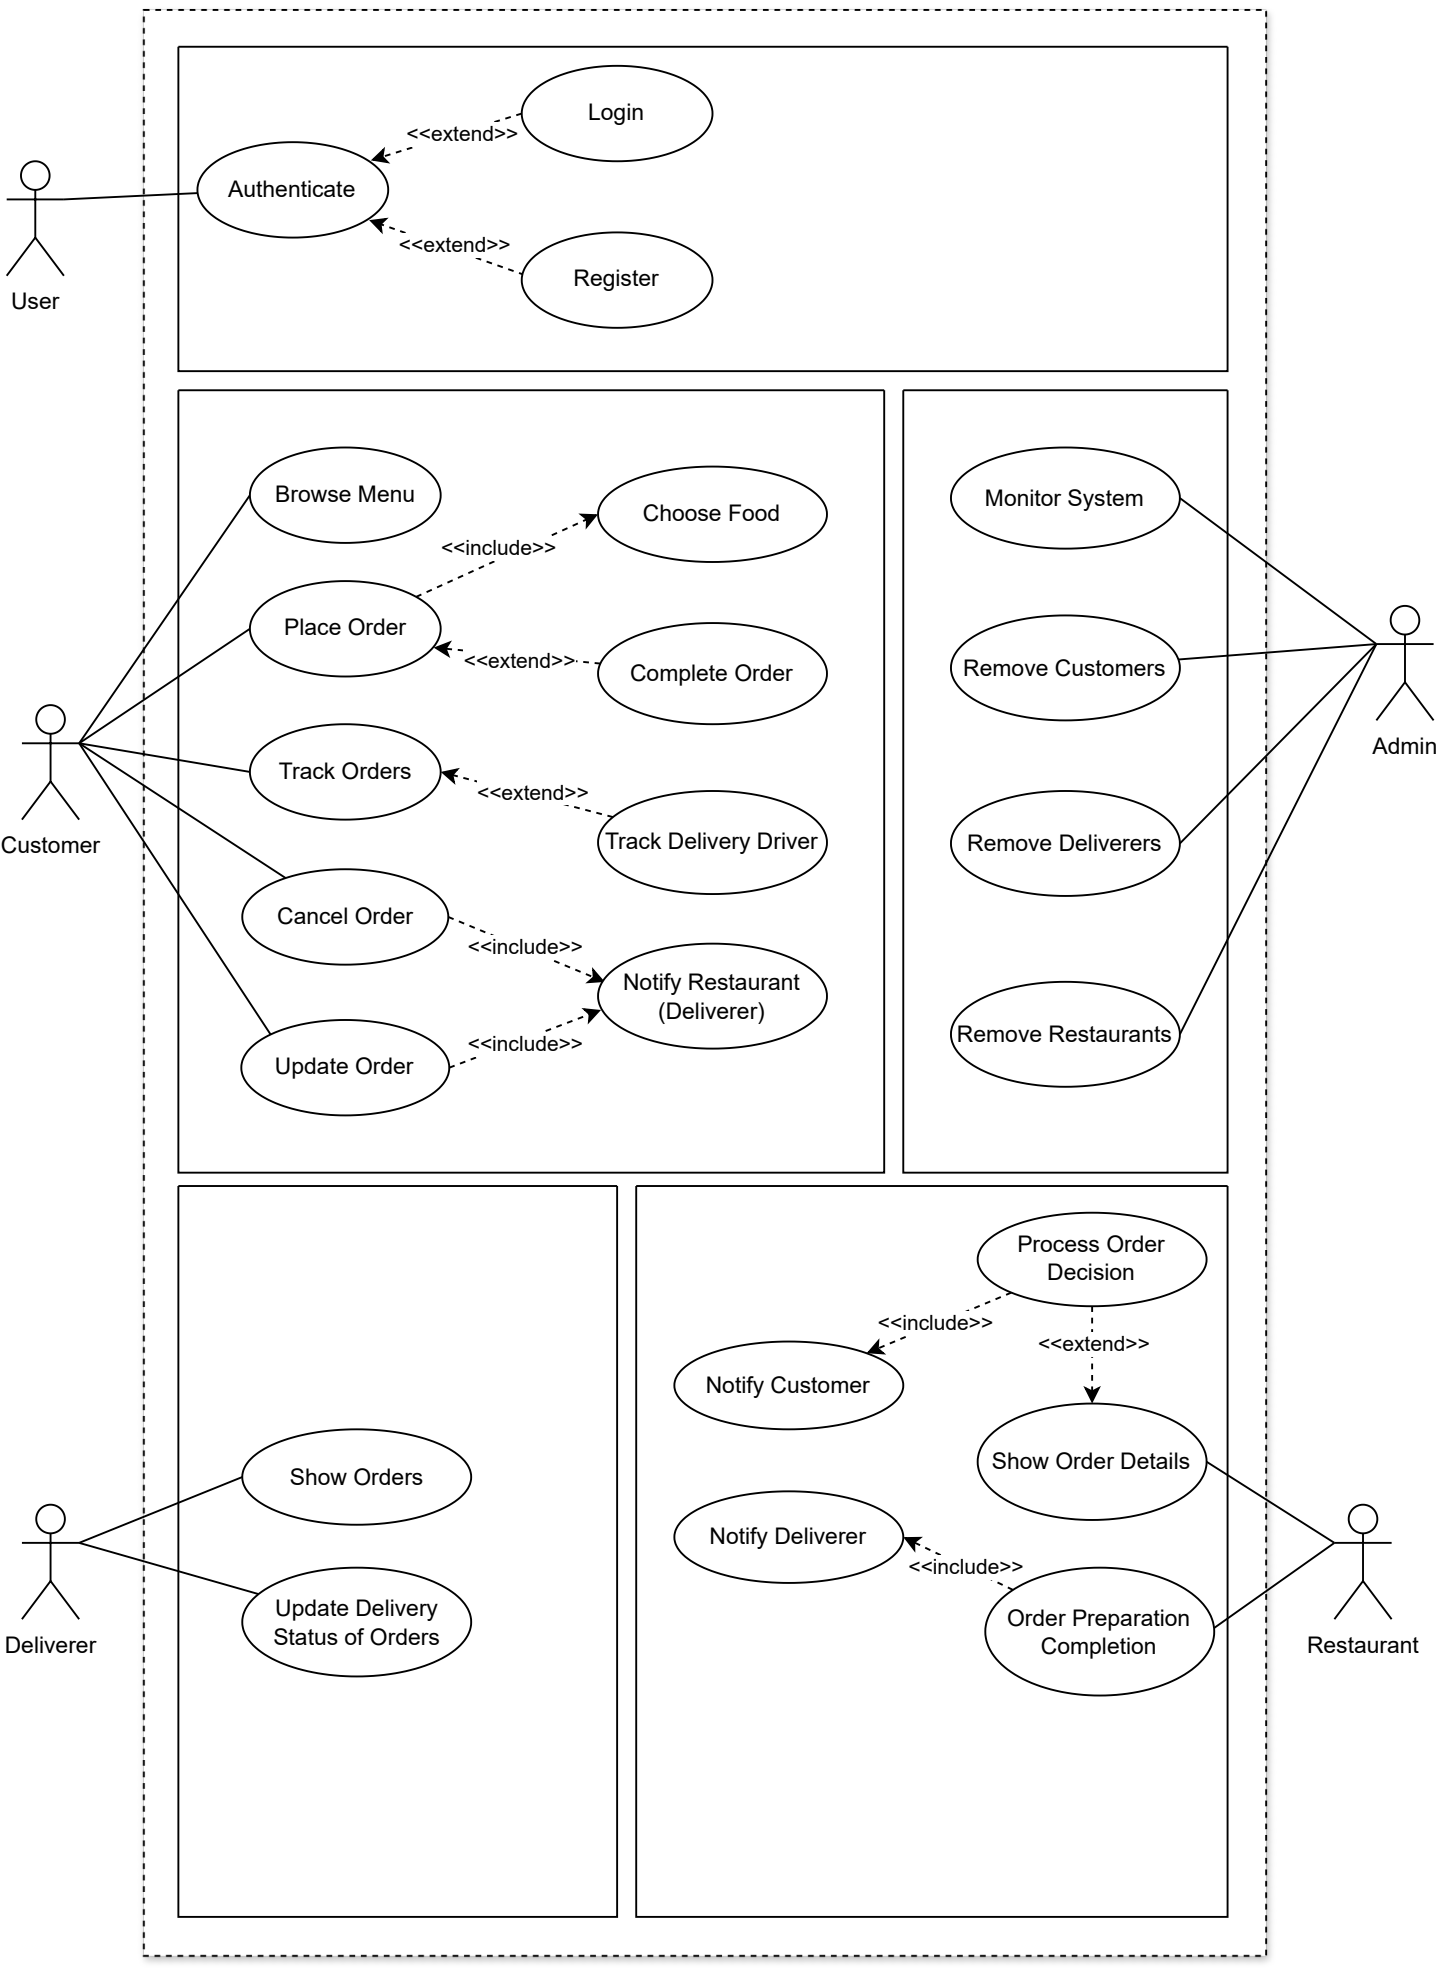 Login
<<extend>>
Authenticate
<<extend>>
Register
User
Browse Menu
Choose Food
<<include>>
Place Order
<<extend>>
Complete Order
Track Orders
<<extend>>
Track Delivery Driver
Cancel Order
<<include>>
Notify Restaurant
(Deliverer)
<<include>>
Update Order
Customer
Monitor System
Remove Customers
Remove Deliverers
Remove Restaurants
Admin
Show Orders
Update Delivery
Status of Orders
Deliverer
Process Order
Decision
<<include>>
<<extend>>
Notify Customer
Show Order Details
Notify Deliverer
<<include>>
Order Preparation
Completion
Restaurant